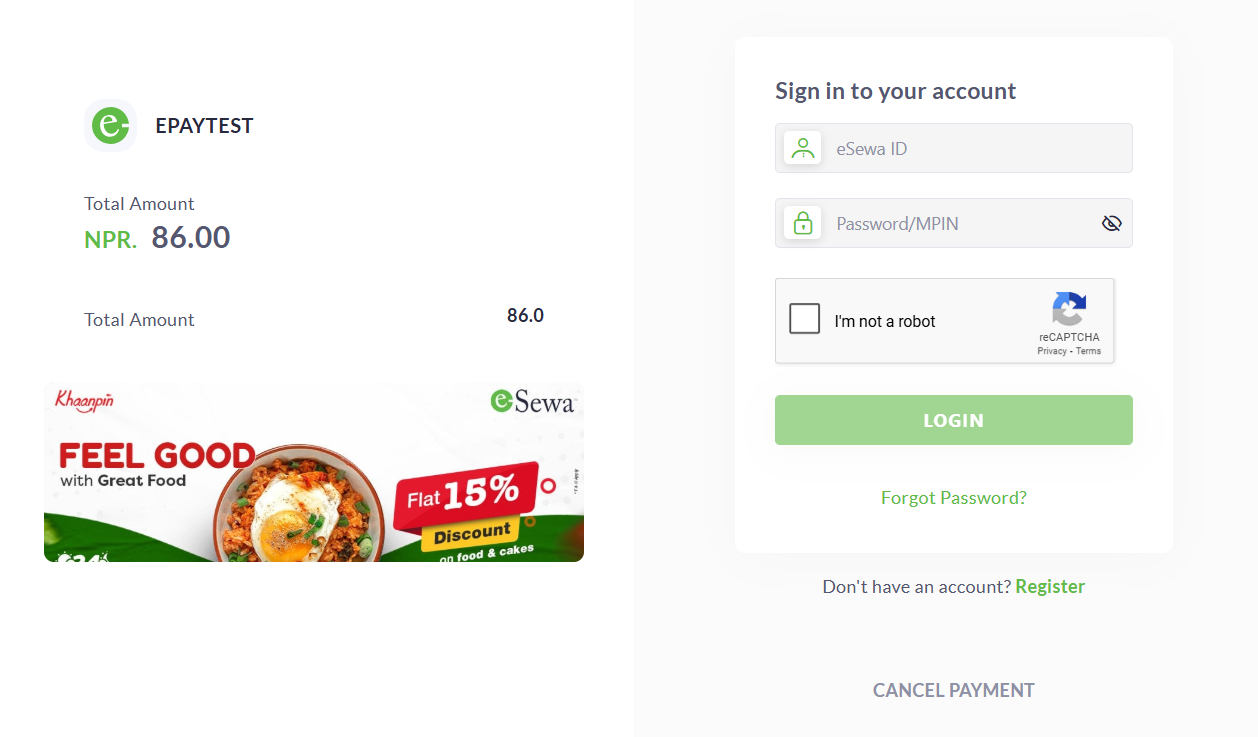 EPAYTEST
Total Amount
NPR. 86.00
Total Amount 86.0
Khaanpin
eSewa
FEEL GOOD
with Great Food
Flat 15%
Discount
on food & cakes
Sign in to your account
eSewa ID
Password/MPIN
I'm not a robot
reCAPTCHA
Privacy - Terms
LOGIN
Forgot Password?
Don't have an account? Register
CANCEL PAYMENT